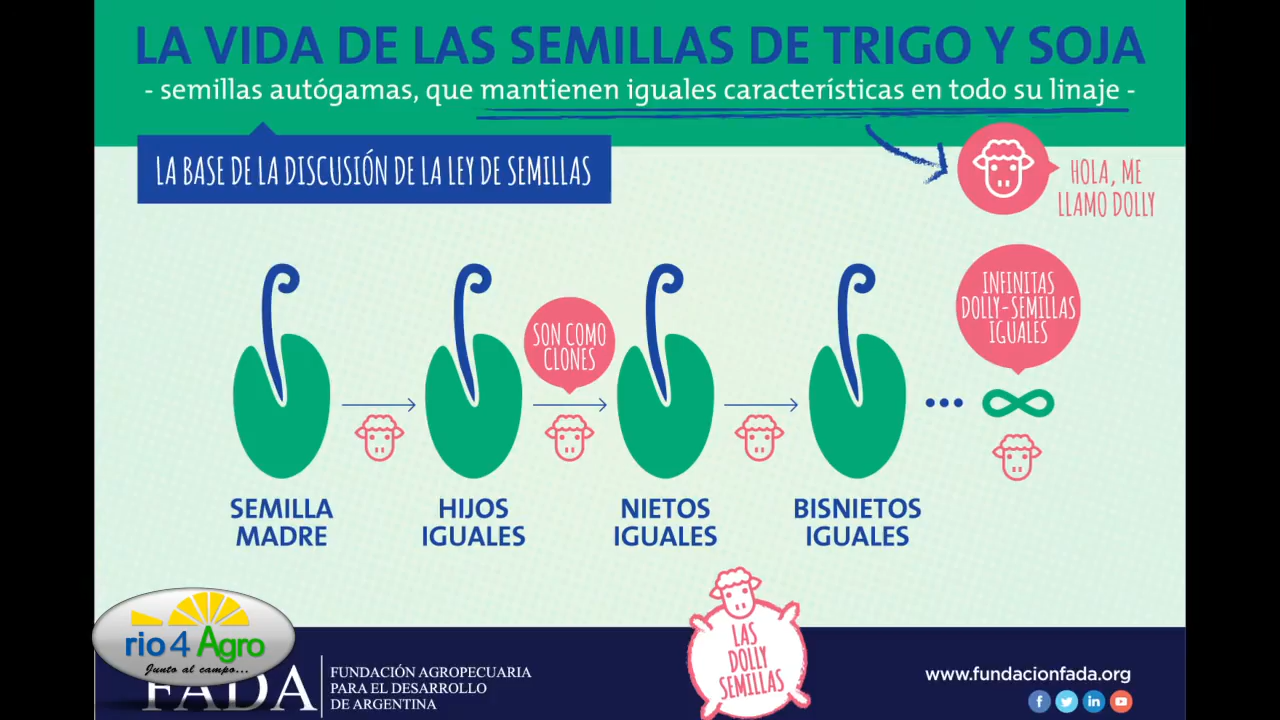 LA VIDA DE LAS SEMILLAS DE TRIGO Y SOJA
- semillas autógamas, que mantienen iguales características en todo su linaje -
LA BASE DE LA DISCUSIÓN DE LA LEY DE SEMILLAS
HOLA, ME
LLAMO DOLLY
INFINITAS
DOLLY-SEMILLAS
IGUALES
SON COMO
CLONES
SEMILLA
MADRE
HIJOS
IGUALES
NIETOS
IGUALES
BISNIETOS
IGUALES
LAS
DOLLY
SEMILLAS
rio 4 Agro
Junto al campo...
FADA
FUNDACIÓN AGROPECUARIA
PARA EL DESARROLLO
DE ARGENTINA
www.fundacionfada.org